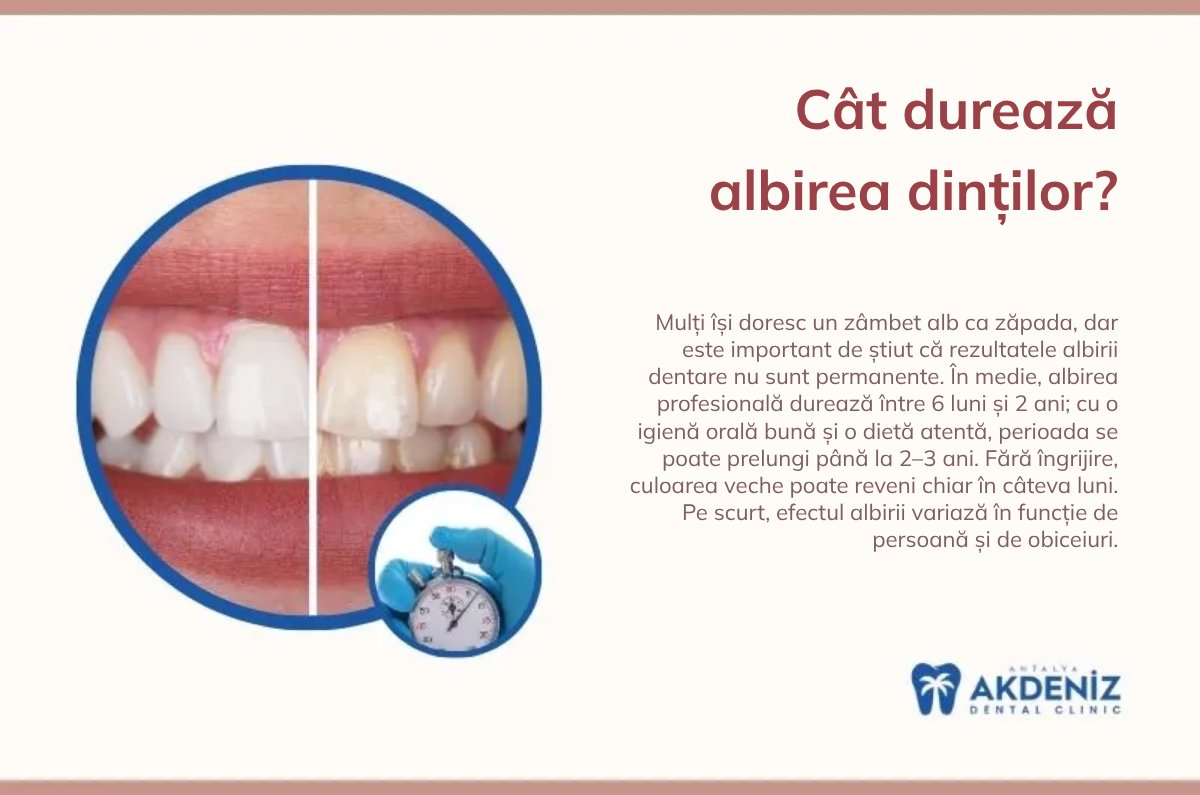 Cât durează
albirea dinților?
Mulți își doresc un zâmbet alb ca zăpada, dar
este important de știut că rezultatele albirii
dentare nu sunt permanente. În medie, albirea
profesională durează între 6 luni și 2 ani; cu o
igienă orală bună și o dietă atentă, perioada se
poate prelungi până la 2–3 ani. Fără îngrijire,
culoarea veche poate reveni chiar în câteva luni.
Pe scurt, efectul albirii variază în funcție de
persoană și de obiceiuri.
ANTALYA
AKDENİZ
DENTAL CLINIC